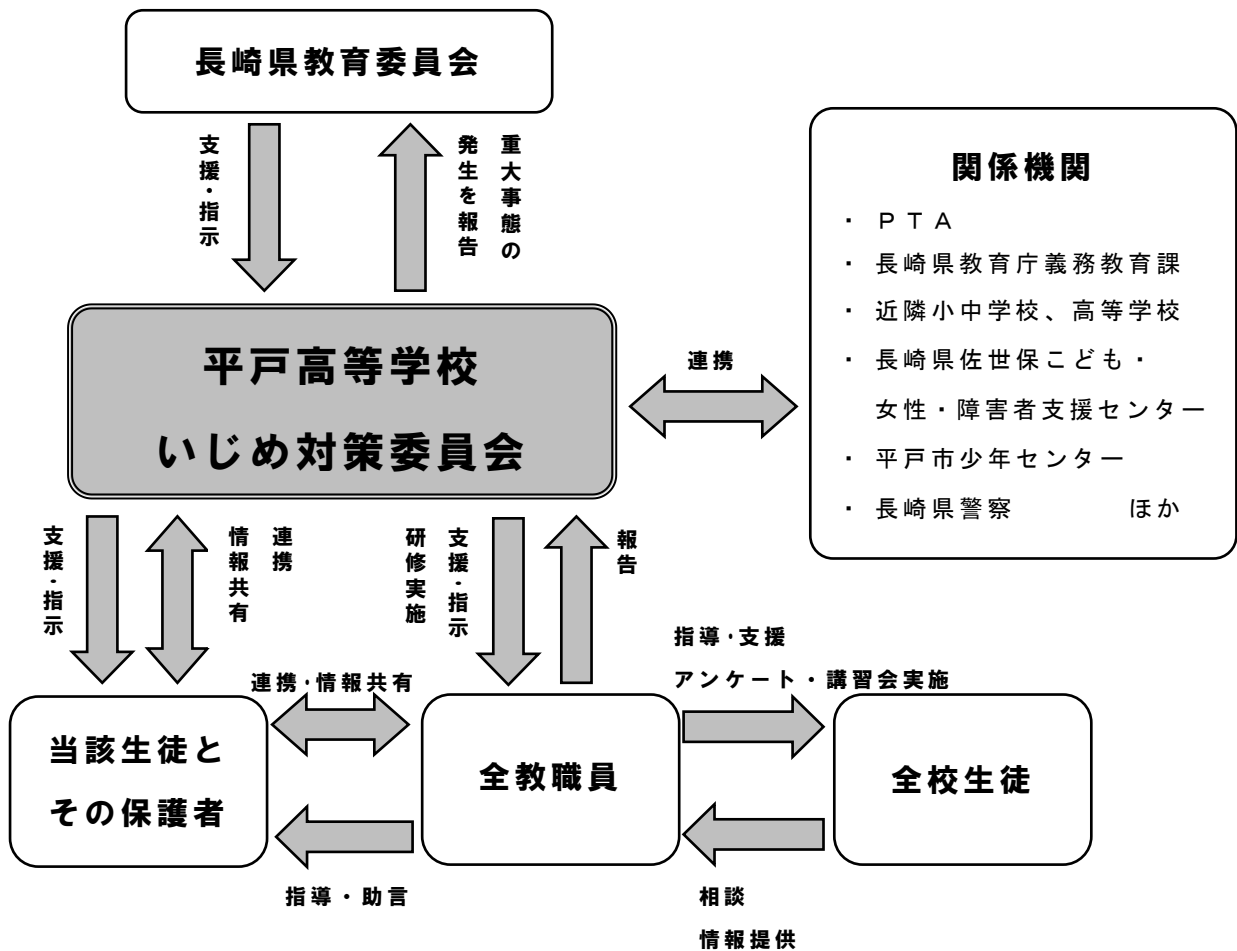 長崎県教育委員会
支援・指示
重大事態の
発生を報告
関係機関
・ ＰＴＡ
・ 長崎県教育庁義務教育課
・ 近隣小中学校、高等学校
・ 長崎県佐世保こども・
女性・障害者支援センター
・ 平戸市少年センター
・ 長崎県警察　　　ほか
平戸高等学校
いじめ対策委員会
連携
支援・指示
連携
情報共有
支援・指示
研修実施
報告
指導・支援
アンケート・講習会実施
連携・情報共有
当該生徒と
その保護者
全教職員
全校生徒
指導・助言
相談
情報提供